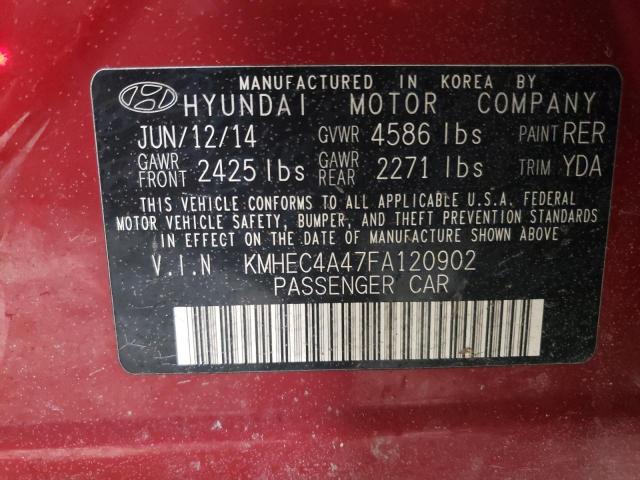 MANUFACTURED IN KOREA BY
HYUNDAI MOTOR COMPANY
JUN/12/14 GVWR 4586 lbs PAINT RER
GAWR FRONT 2425 lbs GAWR REAR 2271 lbs TRIM YDA
THIS VEHICLE CONFORMS TO ALL APPLICABLE U.S.A. FEDERAL
MOTOR VEHICLE SAFETY, BUMPER, AND THEFT PREVENTION STANDARDS
IN EFFECT ON THE DATE OF MANUFACTURE SHOWN ABOVE
V.I.N KMHEC4A47FA120902
PASSENGER CAR